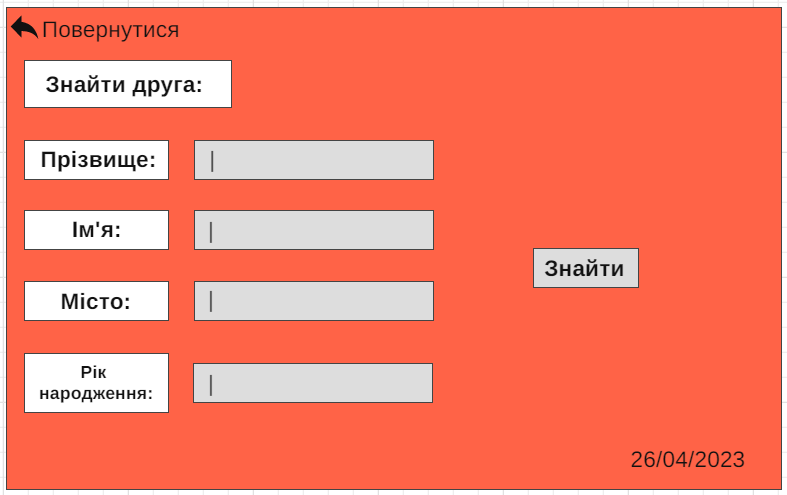 Повернутися
Знайти друга:
Прізвище:
Ім'я:
Знайти
Місто:
Рік
народження:
26/04/2023